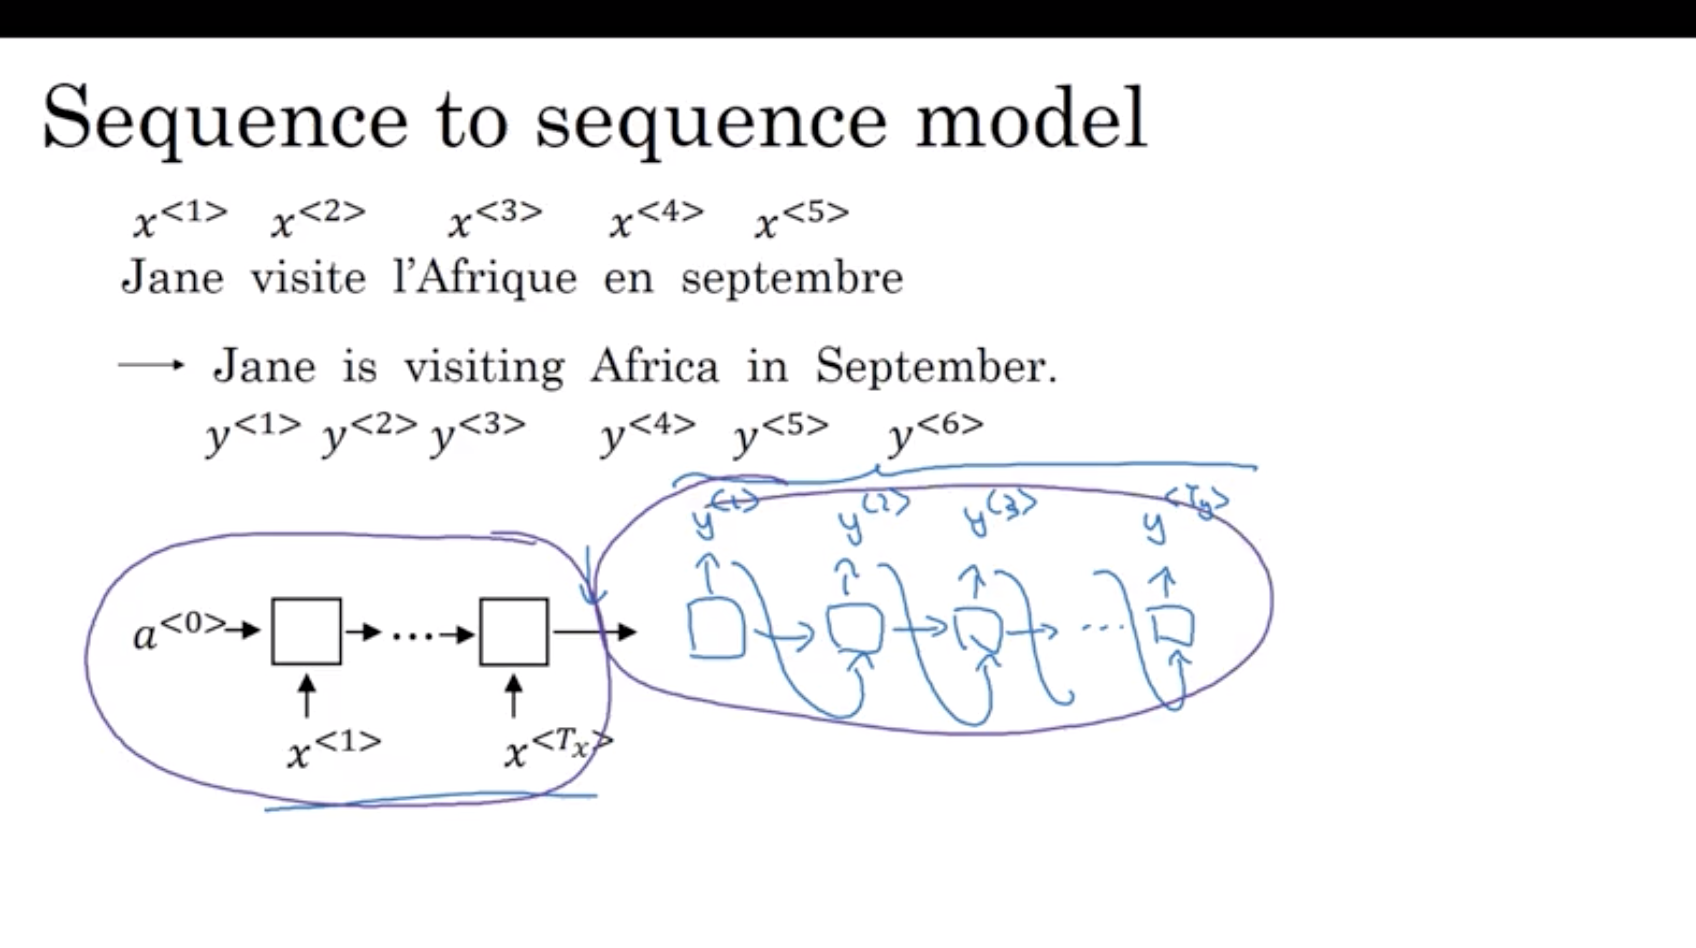 Sequence to sequence model
x<1> x<2> x<3> x<4> x<5>
Jane visite l'Afrique en septembre
→ Jane is visiting Africa in September.
y<1> y<2> y<3> y<4> y<5> y<6>
y<1> y<2> y<3> y<Ty>
a<0> → → ... → → → → → ...
x<1> x<Tx>